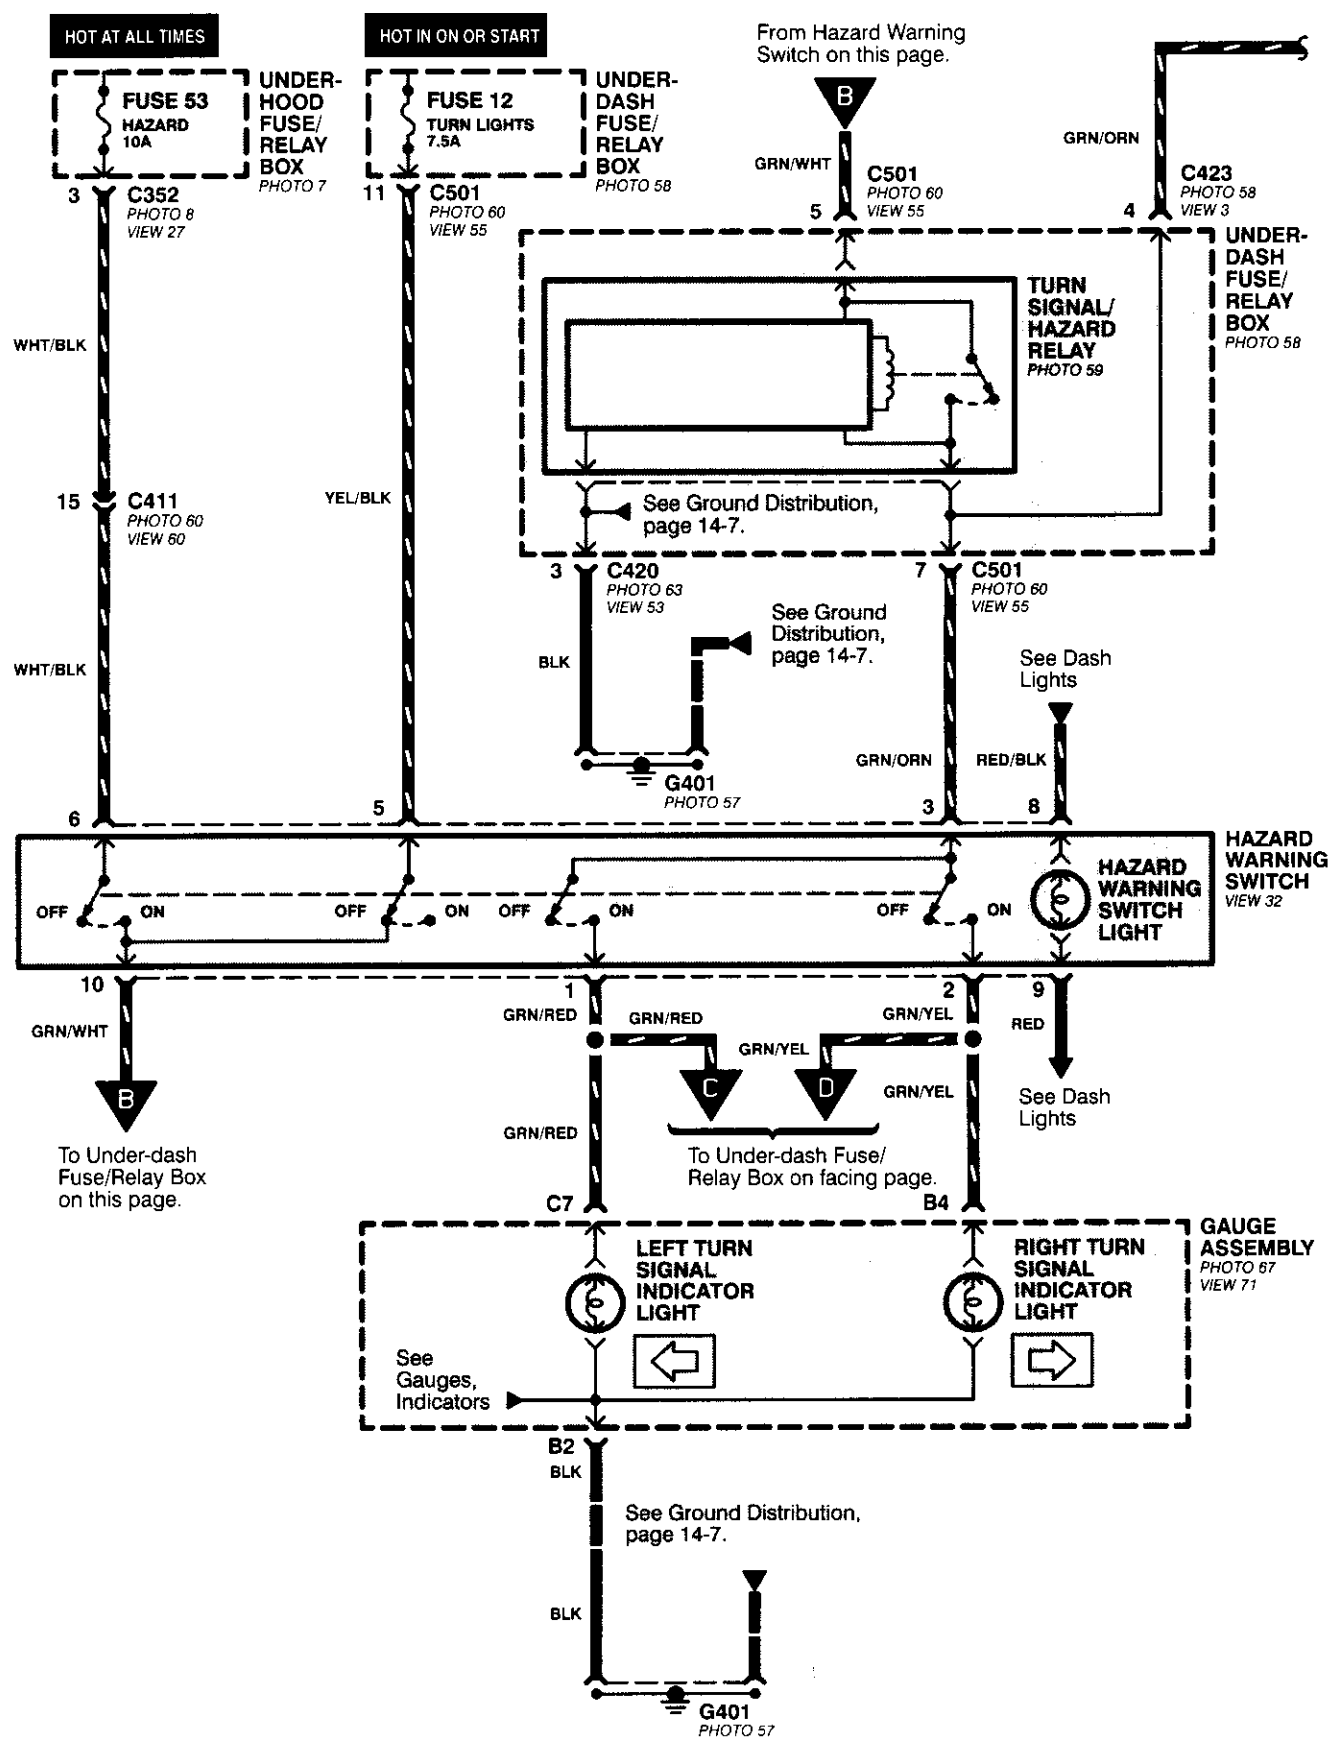 HOT AT ALL TIMES
HOT IN ON OR START
From Hazard Warning
Switch on this page.
FUSE 53
HAZARD
10A
UNDER-
HOOD
FUSE/
RELAY
BOX
PHOTO 7
FUSE 12
TURN LIGHTS
7.5A
UNDER-
DASH
FUSE/
RELAY
BOX
PHOTO 58
B
GRN/WHT
GRN/ORN
3
C352
PHOTO 8
VIEW 27
11
C501
PHOTO 60
VIEW 55
5
C501
PHOTO 60
VIEW 55
4
C423
PHOTO 58
VIEW 3
UNDER-
DASH
FUSE/
RELAY
BOX
PHOTO 58
TURN
SIGNAL/
HAZARD
RELAY
PHOTO 59
WHT/BLK
15
C411
PHOTO 60
VIEW 60
YEL/BLK
See Ground Distribution,
page 14-7.
3
C420
PHOTO 63
VIEW 53
7
C501
PHOTO 60
VIEW 55
See Ground
Distribution,
page 14-7.
WHT/BLK
BLK
See Dash
Lights
GRN/ORN
RED/BLK
G401
PHOTO 57
6
5
3
8
HAZARD
WARNING
SWITCH
VIEW 32
HAZARD
WARNING
SWITCH
LIGHT
OFF
ON
OFF
ON
OFF
ON
OFF
ON
10
1
2
9
GRN/WHT
GRN/RED
GRN/RED
GRN/YEL
GRN/YEL
RED
B
C
D
GRN/YEL
See Dash
Lights
To Under-dash
Fuse/Relay Box
on this page.
GRN/RED
To Under-dash Fuse/
Relay Box on facing page.
C7
B4
LEFT TURN
SIGNAL
INDICATOR
LIGHT
RIGHT TURN
SIGNAL
INDICATOR
LIGHT
GAUGE
ASSEMBLY
PHOTO 67
VIEW 71
See
Gauges,
Indicators
B2
BLK
See Ground Distribution,
page 14-7.
BLK
G401
PHOTO 57